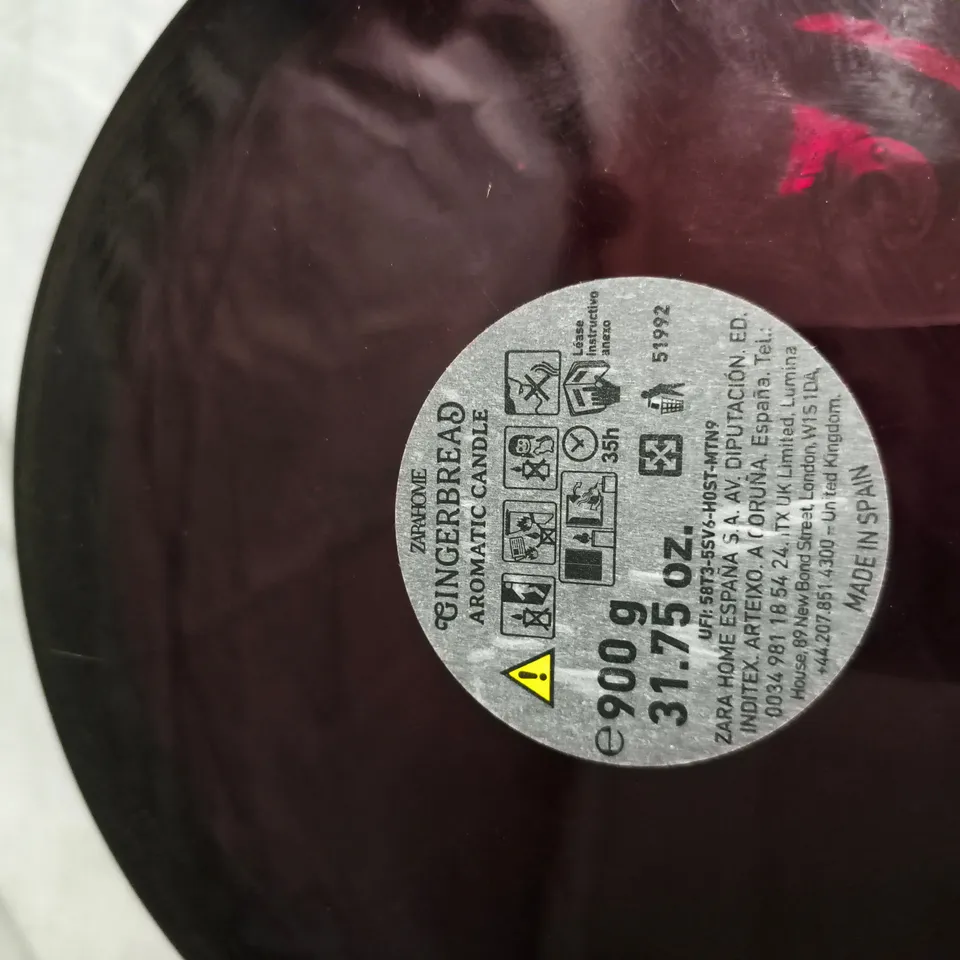 ZARAHOME
GINGERBREAD
AROMATIC CANDLE
35h
Léase
instructivo
anexo
℮ 900 g
31.75 oz.
51992
UFI: 58T3-5SV6-H0ST-MTN9
ZARA HOME ESPAÑA S.A. AV. DIPUTACIÓN. ED.
INDITEX. ARTEIXO. A CORUÑA. España. Tel.:
0034 981 18 54 24. ITX UK Limited. Lumina
House, 89 New Bond Street, London, W1S 1DA,
+44.207.851.4300 – United Kingdom.
MADE IN SPAIN